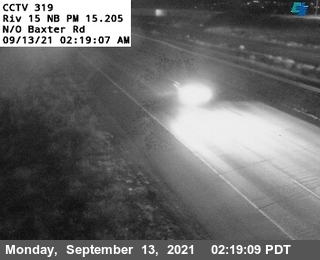 CCTV 319
Riv 15 NB PM 15.205
N/O Baxter Rd
09/13/21 02:19:07 AM
Monday, September 13, 2021 02:19:09 PDT